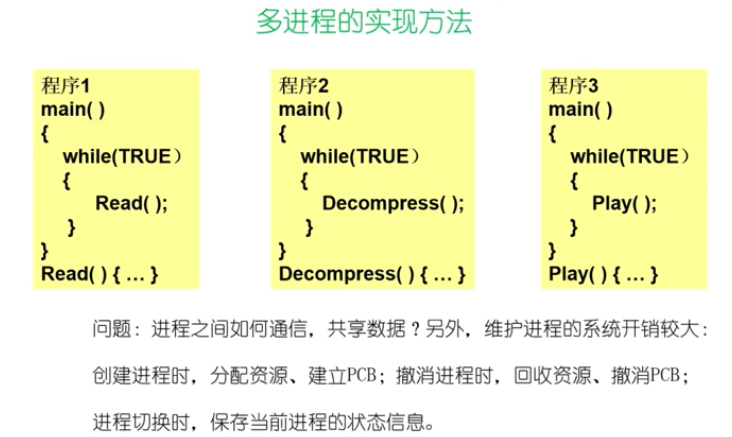 多进程的实现方法
程序1
main( )
{
while(TRUE）
{
Read( );
}
}
Read( ) { … }
程序2
main( )
{
while(TRUE）
{
Decompress( );
}
}
Decompress( ) { … }
程序3
main( )
{
while(TRUE）
{
Play( );
}
}
Play( ) { … }
问题：进程之间如何通信，共享数据？另外，维护进程的系统开销较大：
创建进程时，分配资源、建立PCB；撤消进程时，回收资源、撤消PCB；
进程切换时，保存当前进程的状态信息。